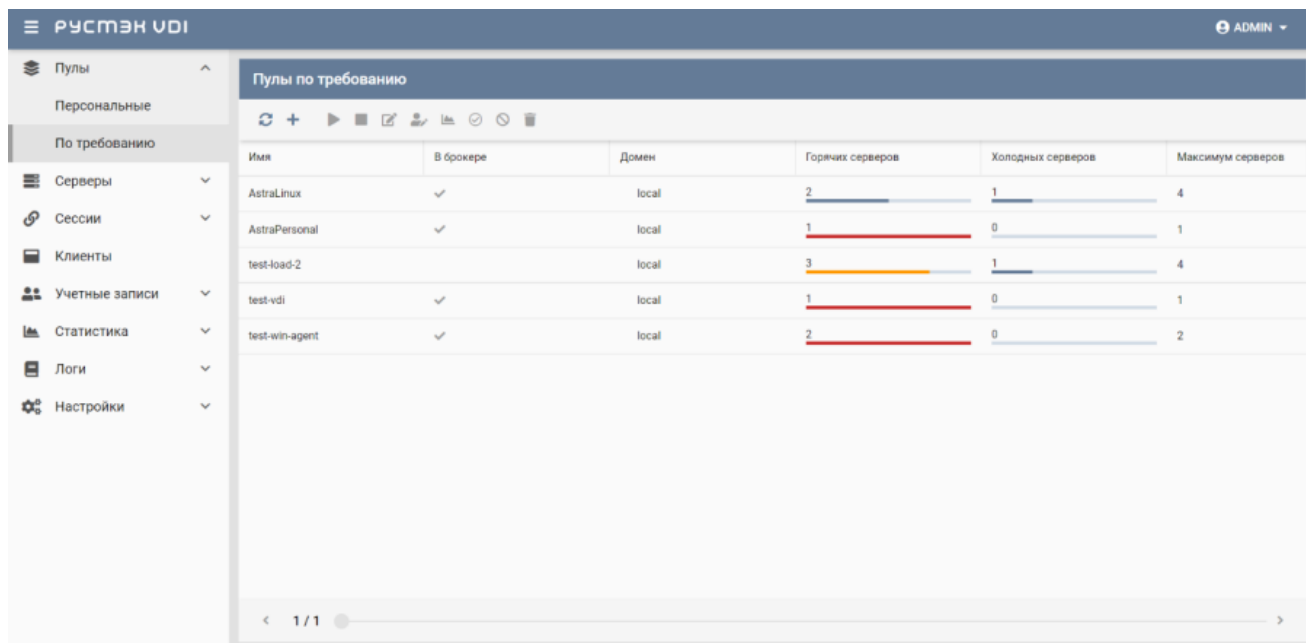 РУСТЭК VDI
ADMIN
Пулы
Персональные
По требованию
Серверы
Сессии
Клиенты
Учетные записи
Статистика
Логи
Настройки
Пулы по требованию
Имя В брокере Домен Горячих серверов Холодных серверов Максимум серверов
AstraLinux local 2 1 4
AstraPersonal local 1 0 1
test-load-2 local 3 1 4
test-vdi local 1 0 1
test-win-agent local 2 0 2
1 / 1